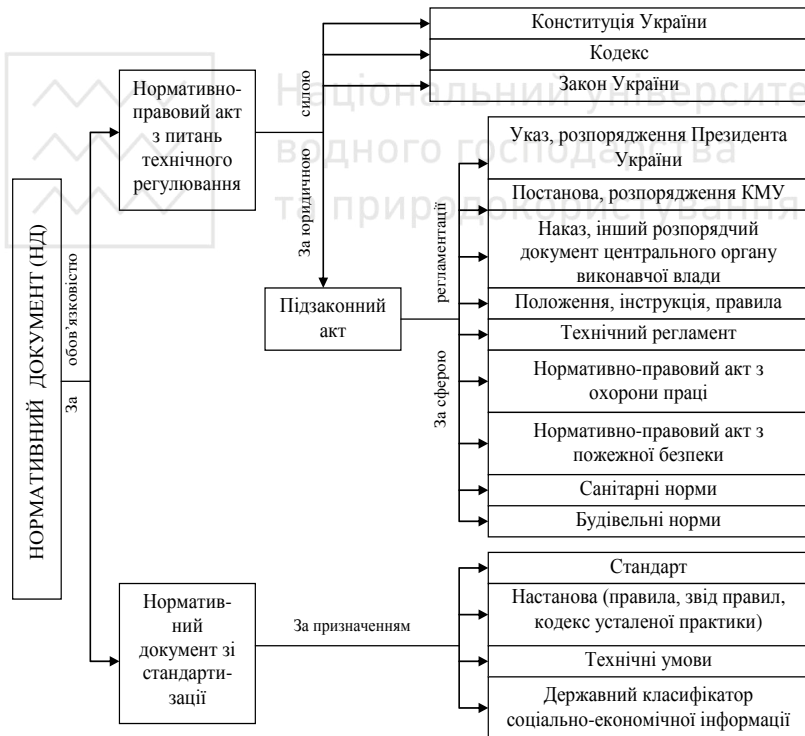 НОРМАТИВНИЙ ДОКУМЕНТ (НД)
За обов’язковістю
Нормативно-
правовий акт
з питань
технічного
регулювання
За юридичною силою
Конституція України
Кодекс
Закон України
Підзаконний
акт
За сферою регламентації
Указ, розпорядження Президента
України
Постанова, розпорядження КМУ
Наказ, інший розпорядчий
документ центрального органу
виконавчої влади
Положення, інструкція, правила
Технічний регламент
Нормативно-правовий акт з
охорони праці
Нормативно-правовий акт з
пожежної безпеки
Санітарні норми
Будівельні норми
Норматив-
ний
документ зі
стандарти-
зації
За призначенням
Стандарт
Настанова (правила, звід правил,
кодекс усталеної практики)
Технічні умови
Державний класифікатор
соціально-економічної інформації
Національний університе
водного господарства
та природокористування